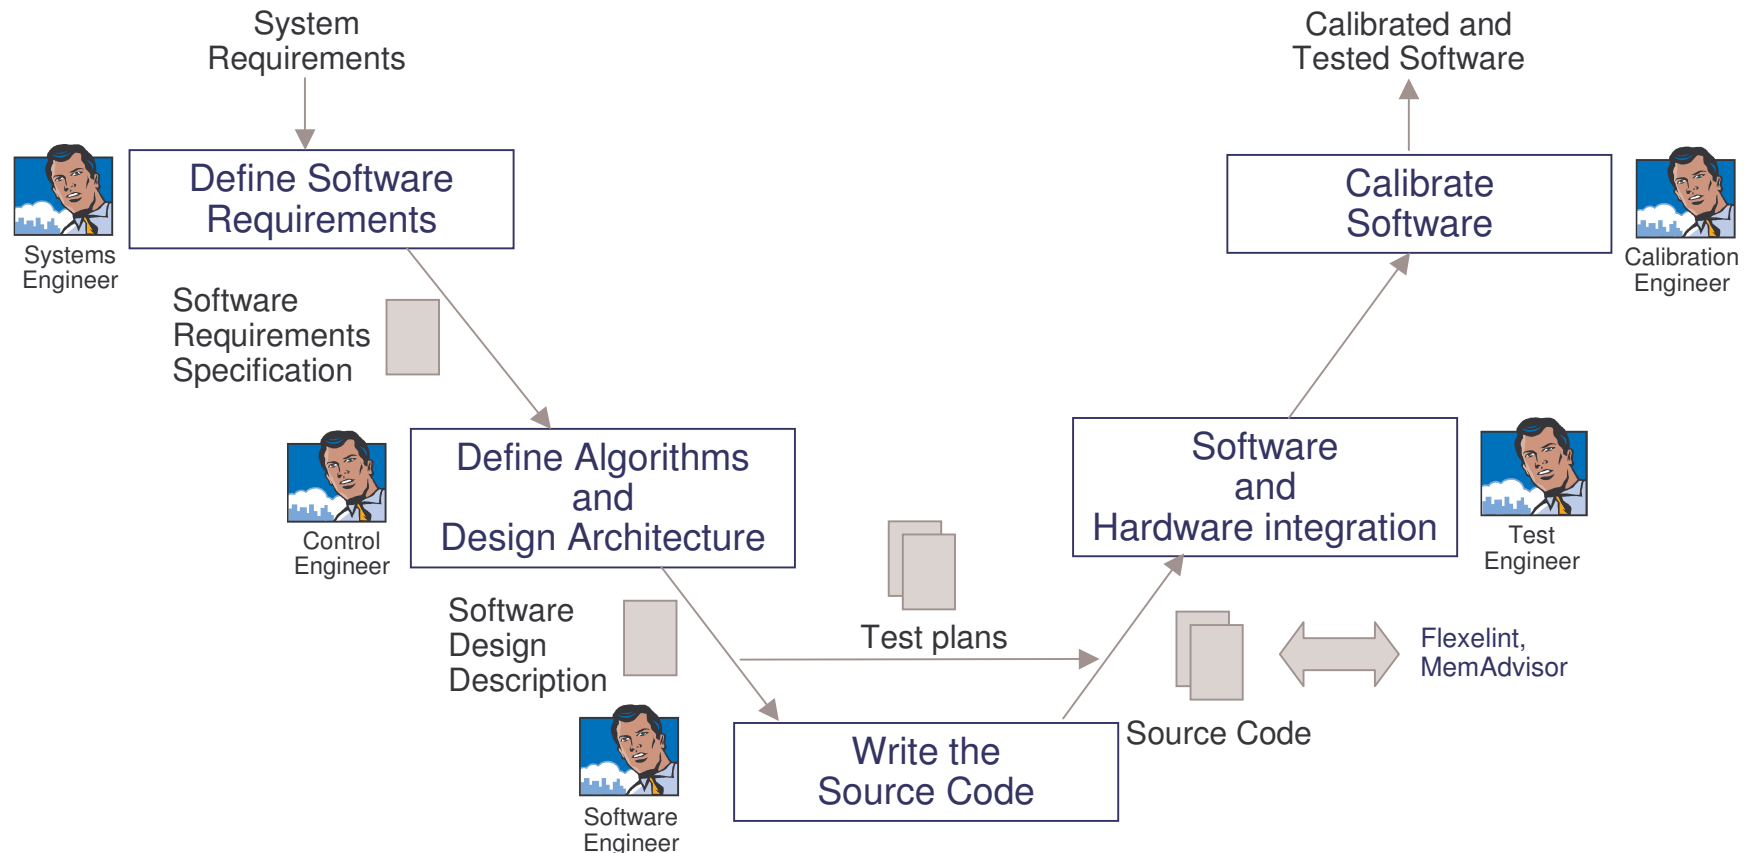 System
Requirements
Calibrated and
Tested Software
Define Software
Requirements
Systems
Engineer
Calibrate
Software
Calibration
Engineer
Software
Requirements
Specification
Define Algorithms
and
Design Architecture
Control
Engineer
Software
and
Hardware integration
Test
Engineer
Software
Design
Description
Test plans
Flexelint,
MemAdvisor
Source Code
Write the
Source Code
Software
Engineer